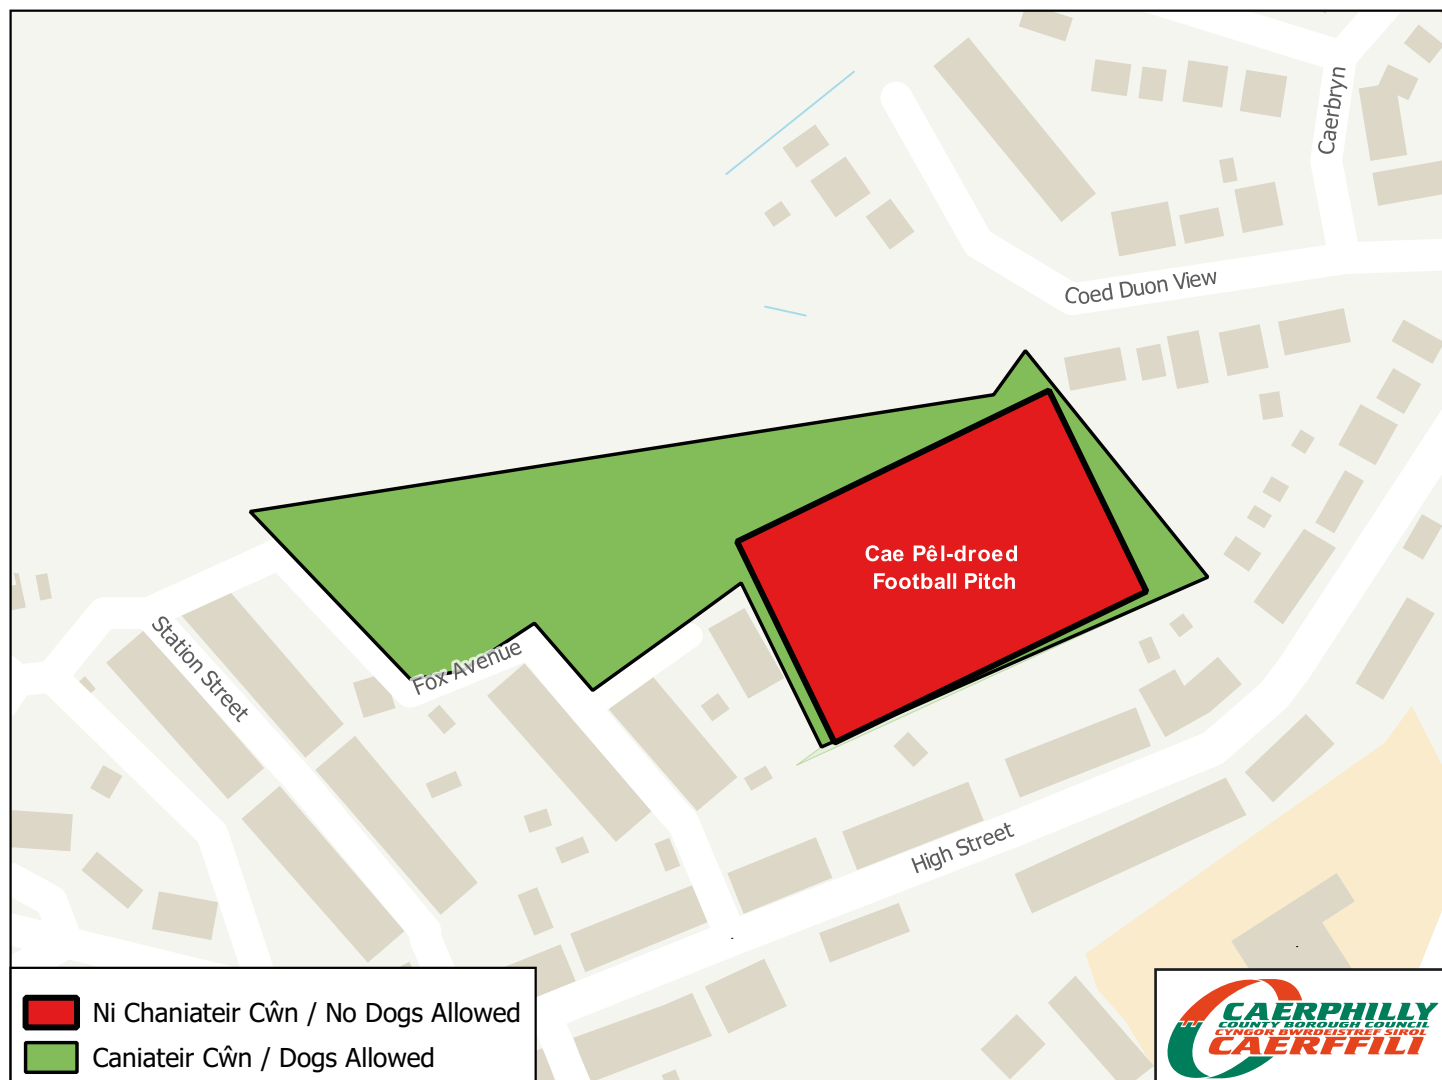 Caerbryn
Coed Duon View
Cae Pêl-droed
Football Pitch
Station Street
Fox Avenue
High Street
Ni Chaniateir Cŵn / No Dogs Allowed
Caniateir Cŵn / Dogs Allowed
CAERPHILLY
COUNTY BOROUGH COUNCIL
CYNGOR BWRDEISTREF SIROL
CAERFFILI